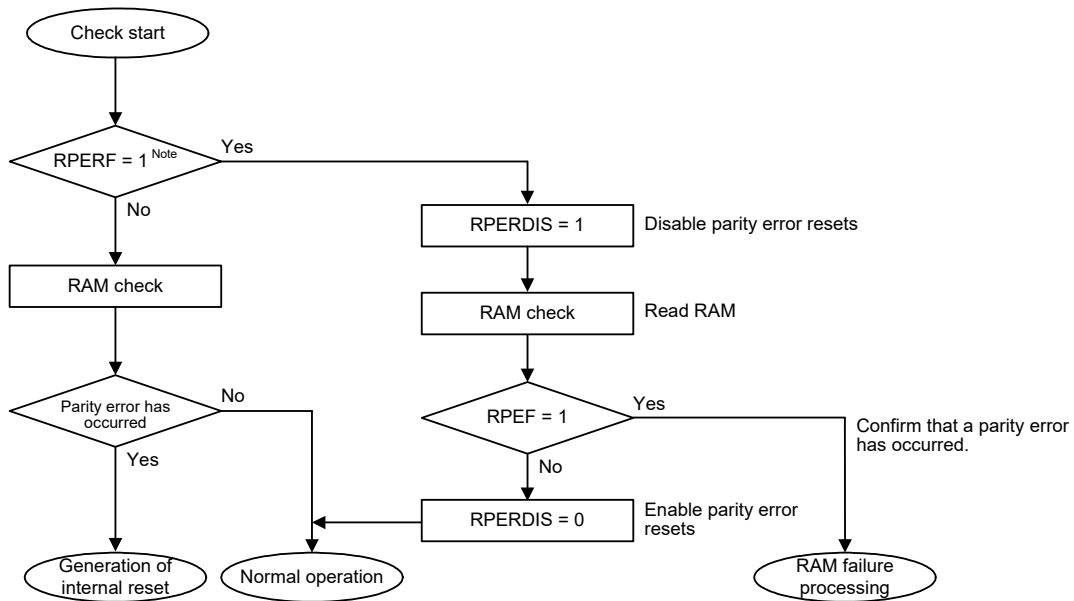 Check start
RPERF = 1 Note
Yes
No
RPERDIS = 1
Disable parity error resets
RAM check
RAM check
Read RAM
Parity error has
occurred
No
Yes
RPEF = 1
Yes
No
Confirm that a parity error
has occurred.
RPERDIS = 0
Enable parity error
resets
Generation of
internal reset
Normal operation
RAM failure
processing